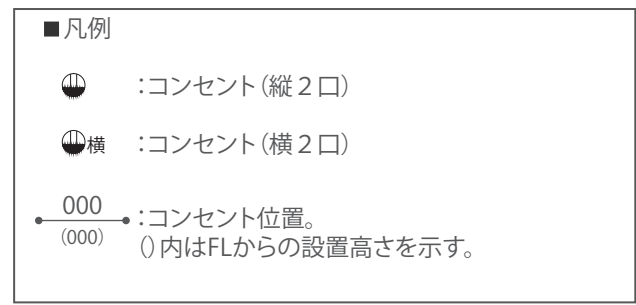 ■凡例
：コンセント（縦２口）
横 ：コンセント（横２口）
000
(000)
：コンセント位置。
（）内はFLからの設置高さを示す。